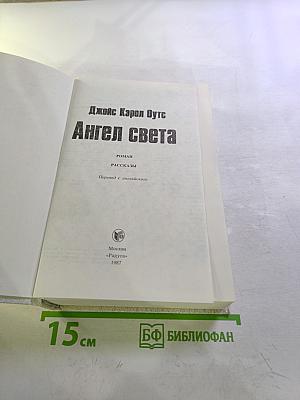 Джойс Кэрол Оутс
Ангел света
РОМАН
РАССКАЗЫ
Перевод с английского
Москва
«Радуга»
1987
15 см
БФ БИБЛИОФАН